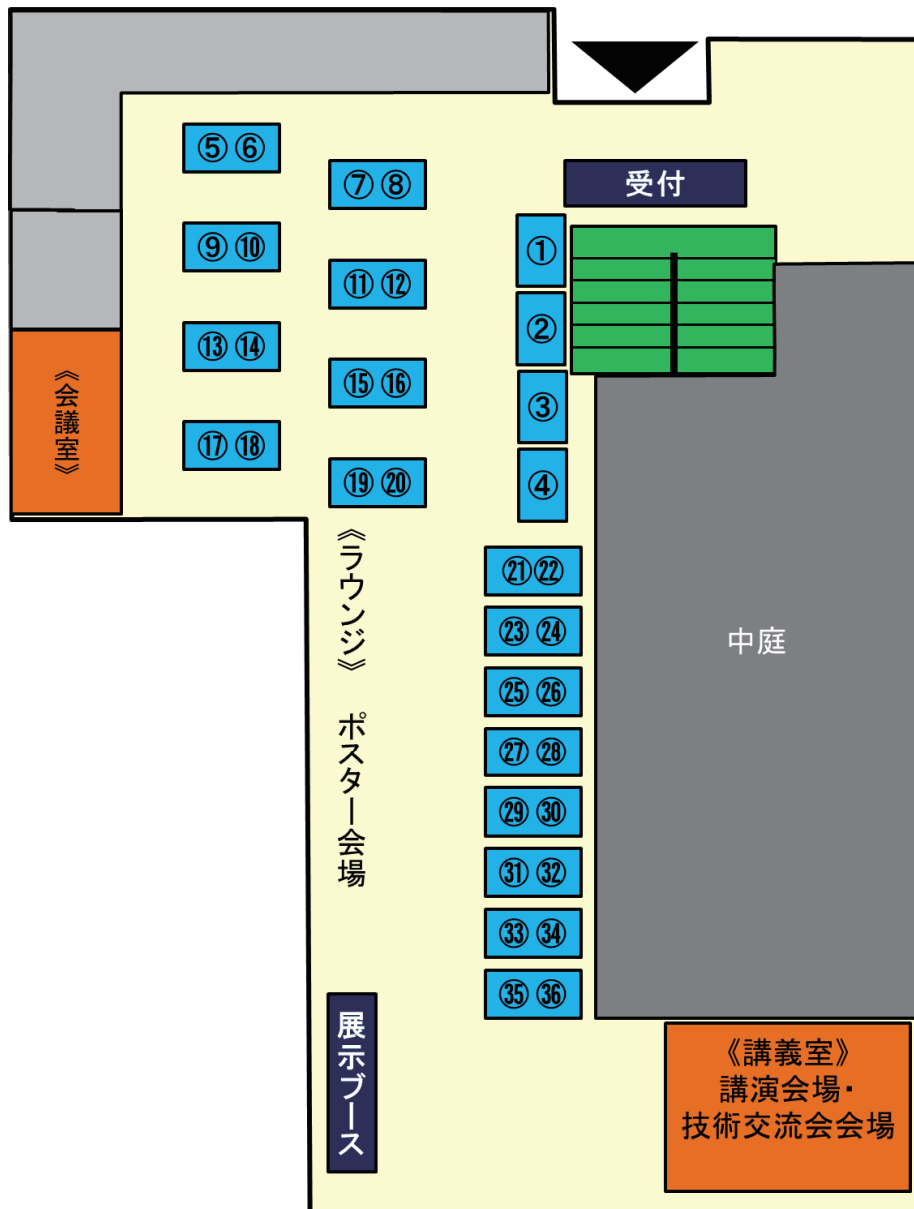 受付
⑤⑥
⑦⑧
①
⑨⑩
⑪⑫
②
⑬⑭
⑮⑯
③
《会議室》
⑰⑱
⑲⑳
④
《ラウンジ》 ポスター会場
㉑㉒
㉓㉔
中庭
㉕㉖
㉗㉘
㉙㉚
㉛㉜
㉝㉞
㉟㊱
展示ブース
《講義室》
講演会場・
技術交流会会場